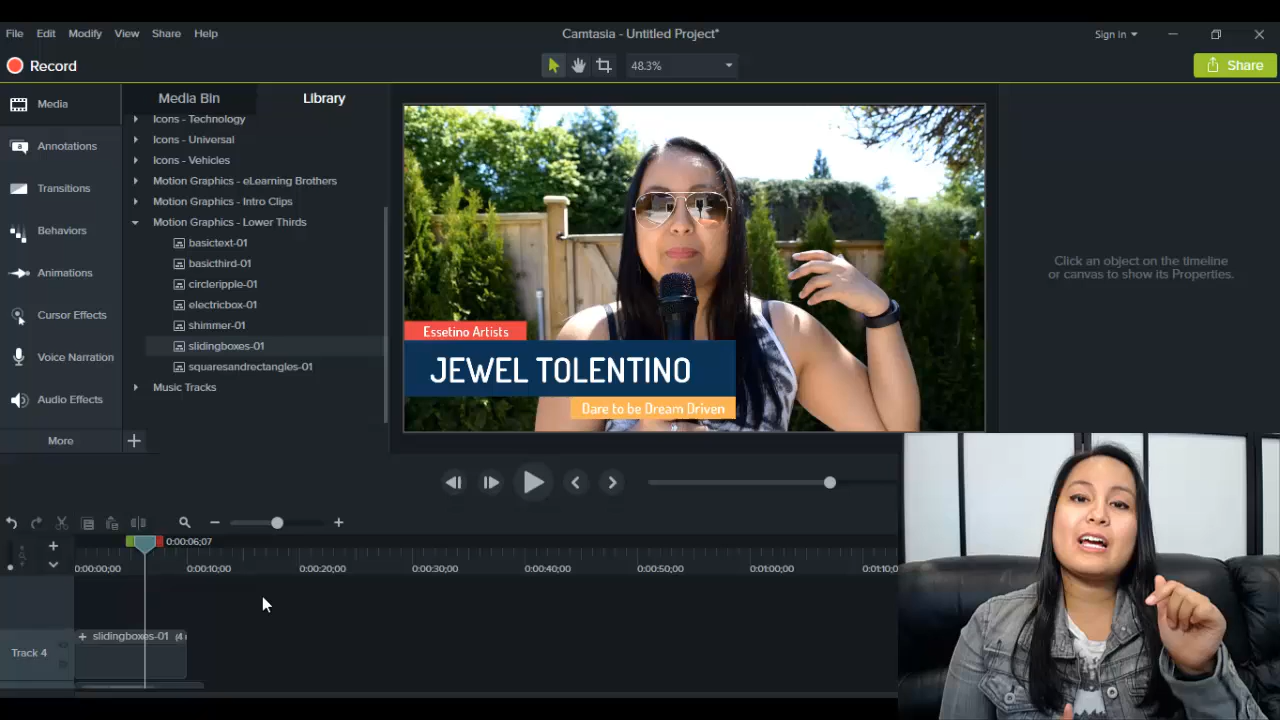 File Edit Modify View Share Help
Camtasia - Untitled Project*
Sign in
Record
48.3%
Share
Media
Annotations
Transitions
Behaviors
Animations
Cursor Effects
Voice Narration
Audio Effects
More
Media Bin Library
Icons - Technology
Icons - Universal
Icons - Vehicles
Motion Graphics - eLearning Brothers
Motion Graphics - Intro Clips
Motion Graphics - Lower Thirds
basictext-01
basicthird-01
circleripple-01
electricbox-01
shimmer-01
slidingboxes-01
squaresandrectangles-01
Music Tracks
Essetino Artists
JEWEL TOLENTINO
Dare to be Dream Driven
Click an object on the timeline
or canvas to show its Properties.
0:00:06;07
0:00:00;00 0:00:10;00 0:00:20;00 0:00:30;00 0:00:40;00 0:00:50;00 0:01:00;00 0:01:10;00
slidingboxes-01 (4
Track 4